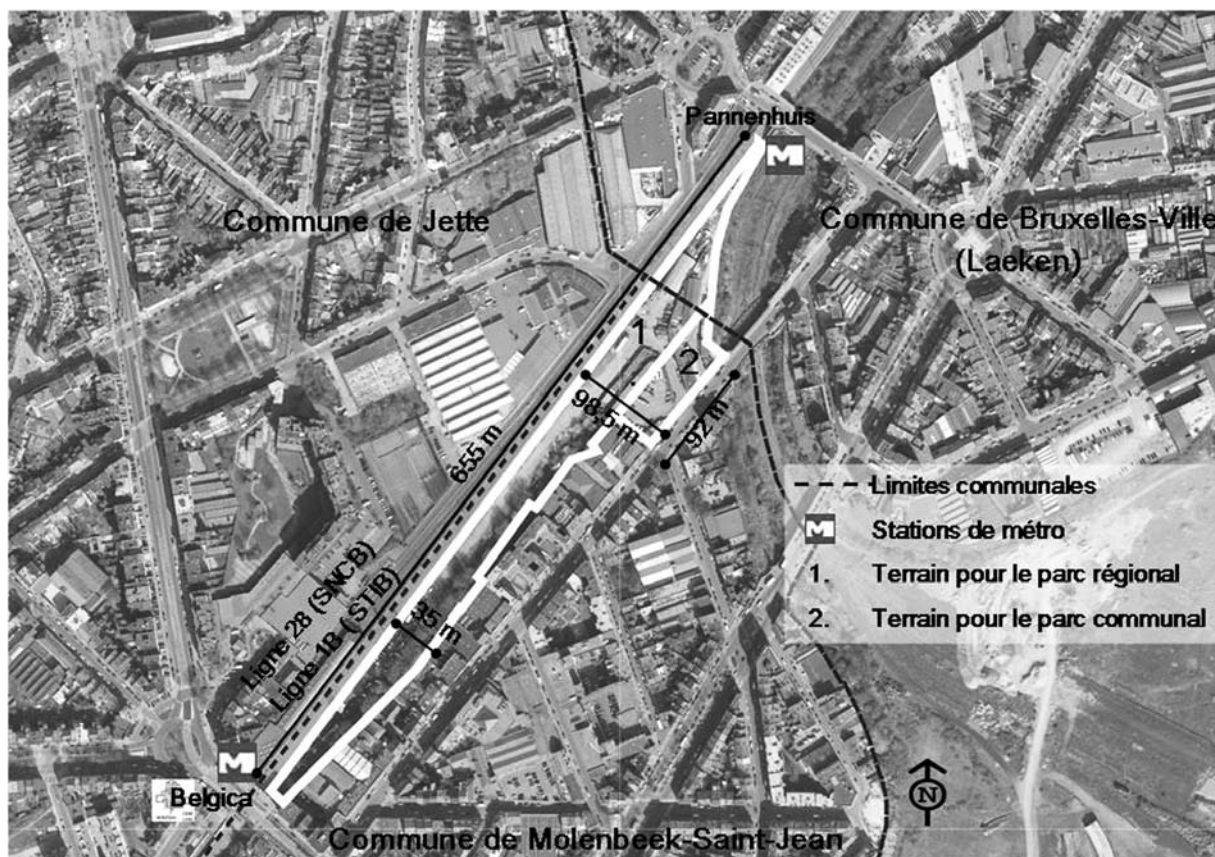 Pannenhuis
M
Commune de Jette
Commune de Bruxelles-Ville
(Laeken)
1
2
98,5 m
92 m
655 m
Limites communales
M Stations de métro
1. Terrain pour le parc régional
2. Terrain pour le parc communal
Ligne 28 (SNCB)
Ligne 1B (STIB)
35 m
M
Belgica
N
Commune de Molenbeek-Saint-Jean